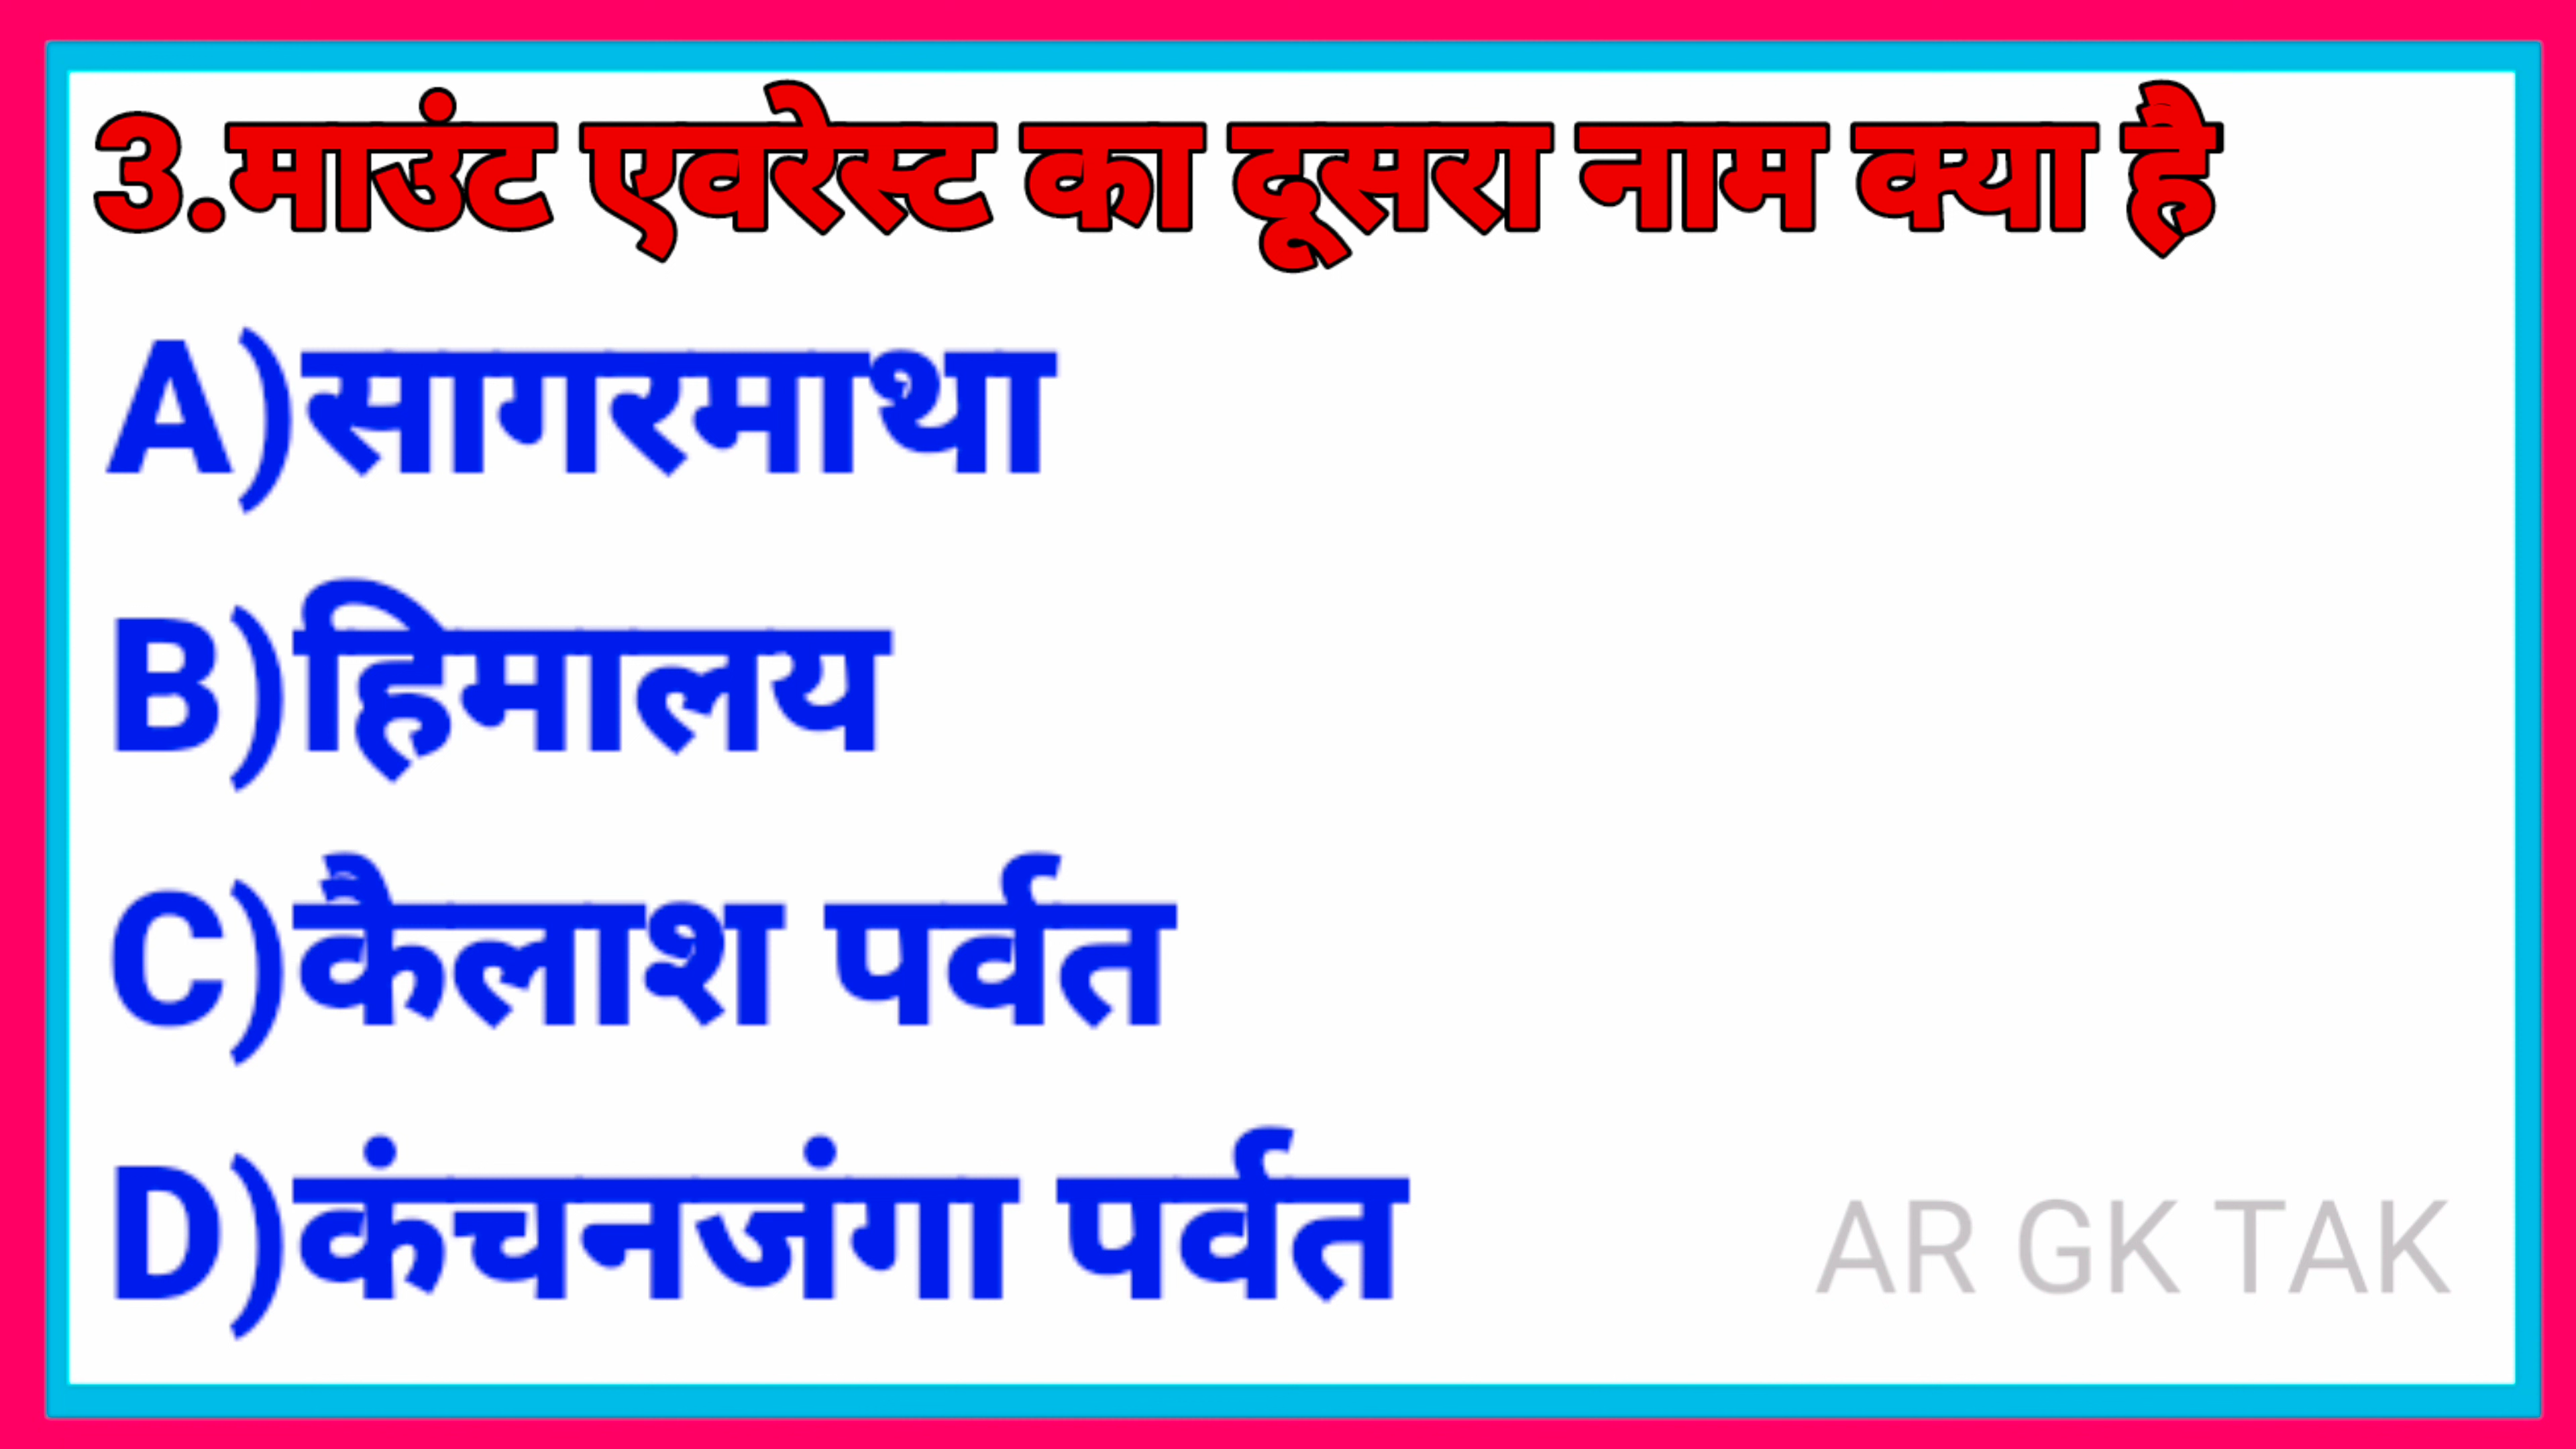 3.माउंट एवरेस्ट का दूसरा नाम क्या है
A)सागरमाथा
B)हिमालय
C)कैलाश पर्वत
D)कंचनजंगा पर्वत
AR GK TAK